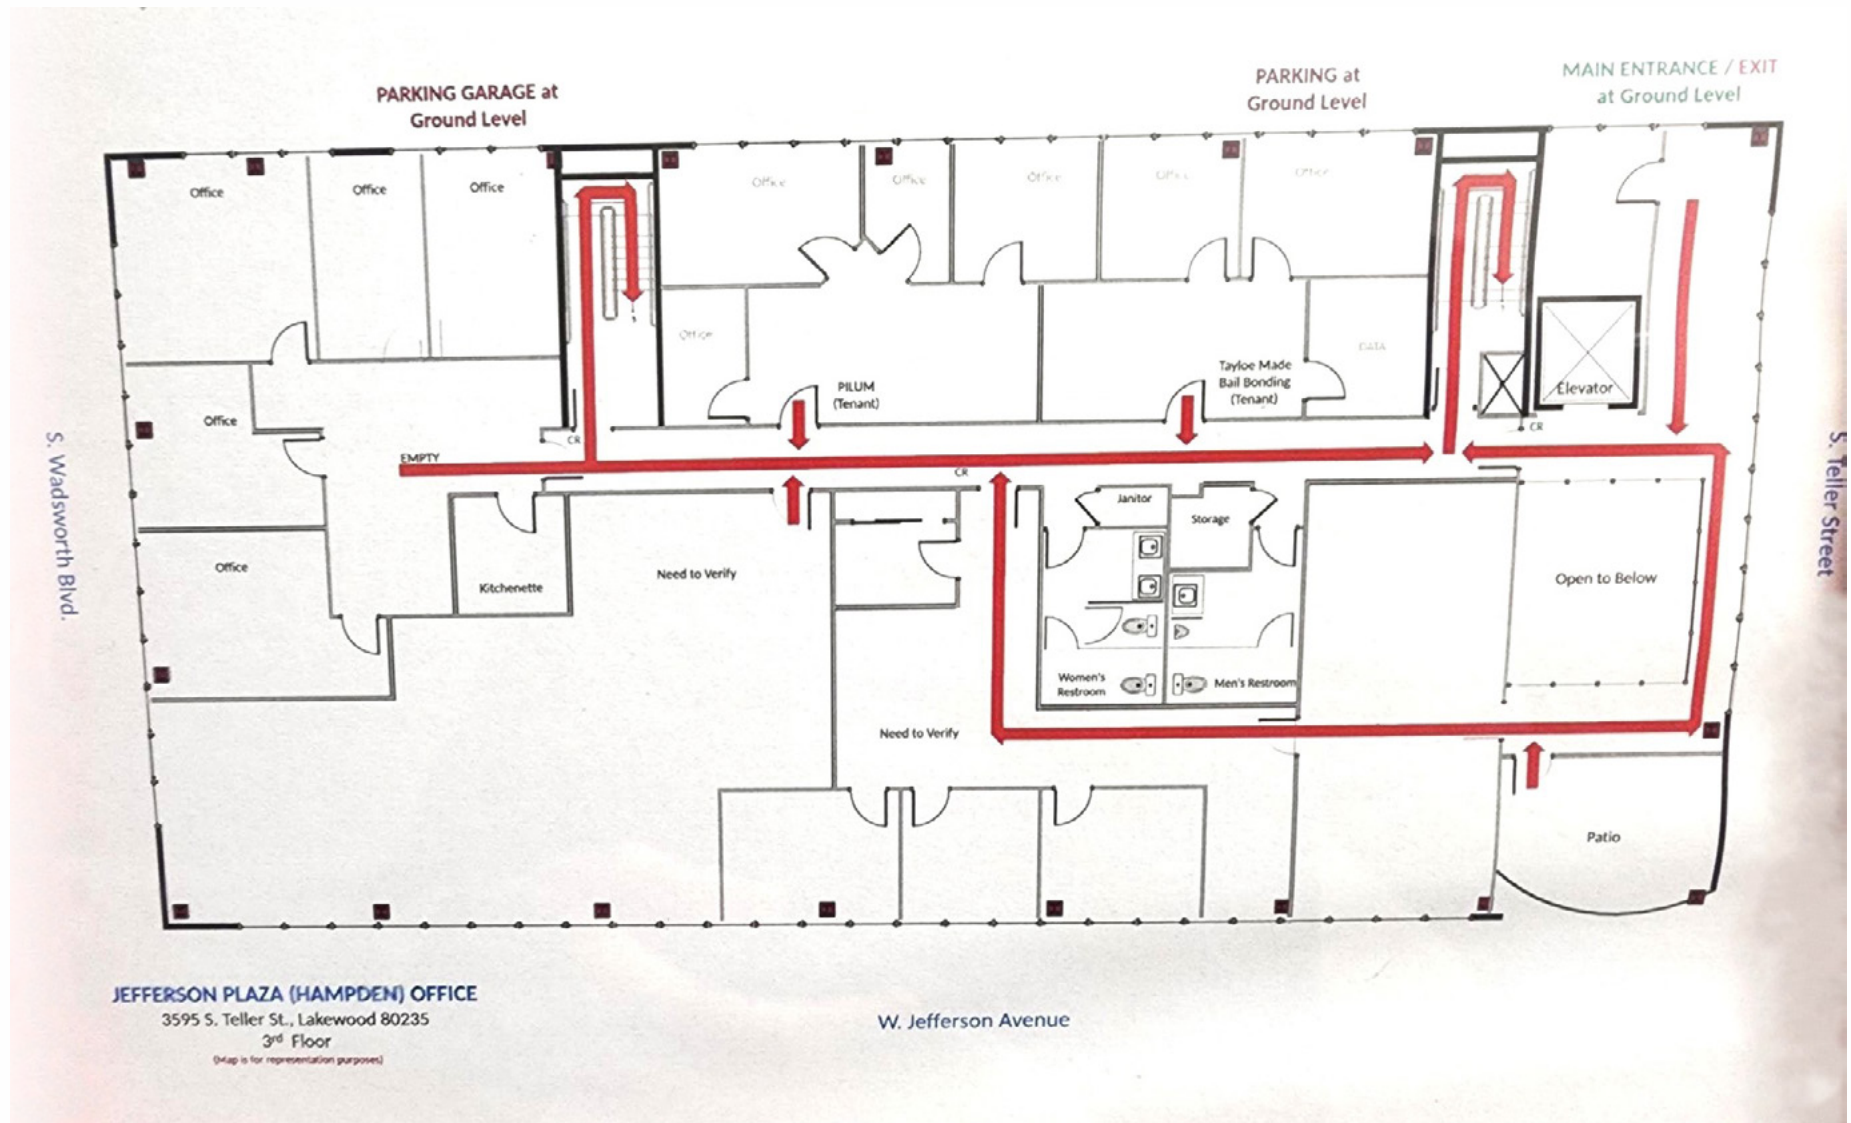 PARKING GARAGE at
Ground Level
PARKING at
Ground Level
MAIN ENTRANCE / EXIT
at Ground Level
Office
Office
Office
Office
Office
Office
Office
Office
Office
DATA
Elevator
PILUM
(Tenant)
Tayloe Made
Bail Bonding
(Tenant)
Office
CR
CR
EMPTY
CR
S. Wadsworth Blvd.
S. Teller Street
Janitor
Storage
Office
Kitchenette
Need to Verify
Open to Below
Women's
Restroom
Men's Restroom
Need to Verify
Patio
JEFFERSON PLAZA (HAMPDEN) OFFICE
3595 S. Teller St., Lakewood 80235
3rd Floor
(Map is for representation purposes)
W. Jefferson Avenue